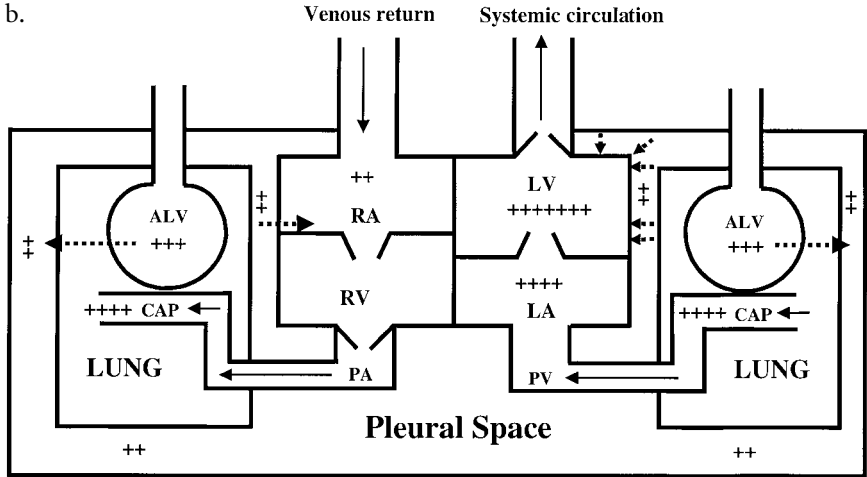 b.
Venous return
Systemic circulation
ALV
+++
++
++
++
RA
LV
+++++++
++
ALV
+++
++
++++ CAP
RV
++++
LA
++++ CAP
LUNG
PA
PV
LUNG
Pleural Space
++
++